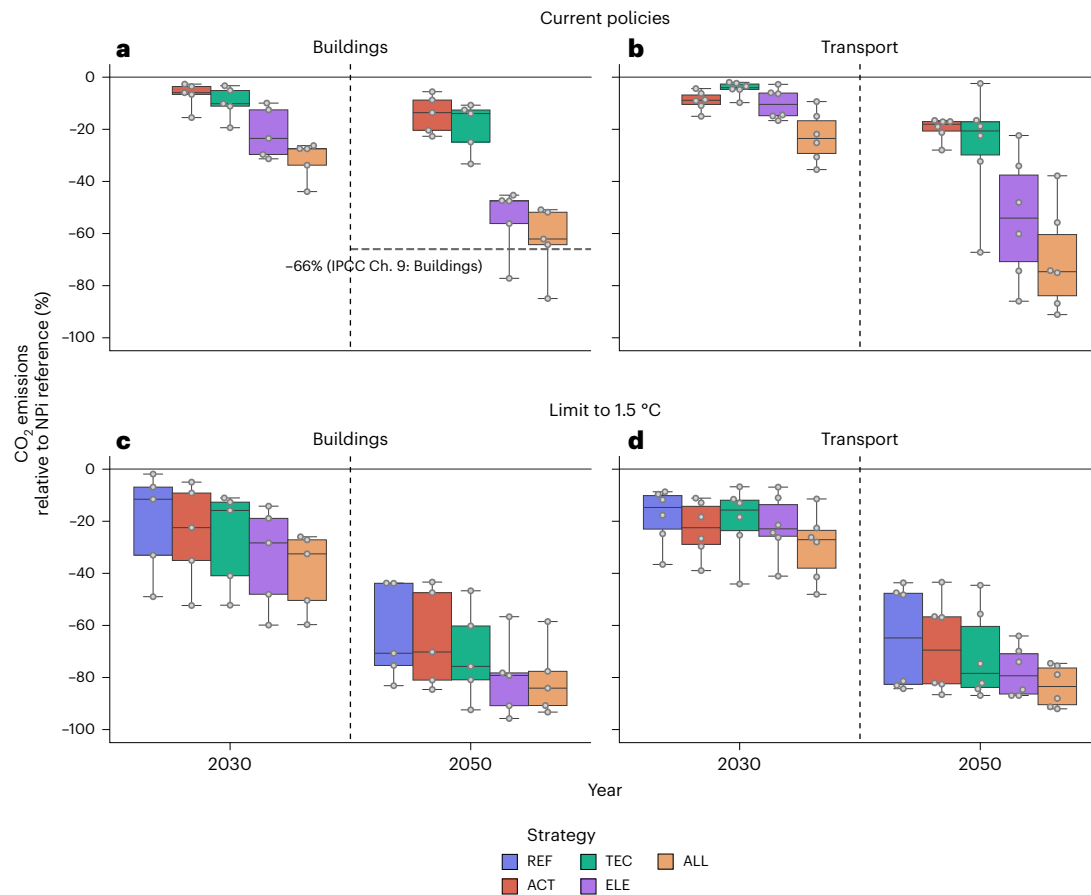 Current policies
a
Buildings
b
Transport
0
−20
−40
−60
−80
−100
−66% (IPCC Ch. 9: Buildings)
CO₂ emissions
relative to NPi reference (%)
Limit to 1.5 °C
c
Buildings
d
Transport
0
−20
−40
−60
−80
−100
2030
2050
2030
2050
Year
Strategy
REF
TEC
ALL
ACT
ELE